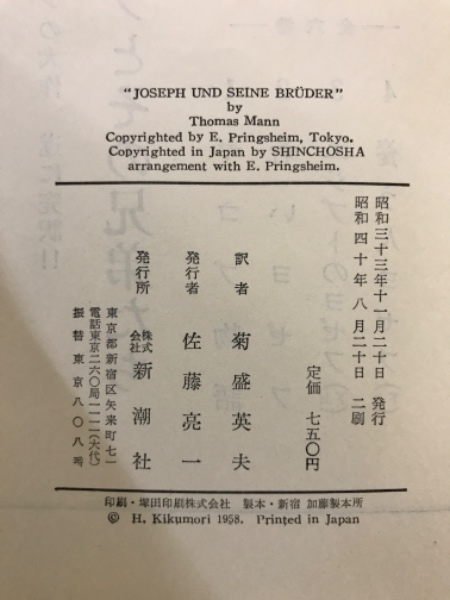 "JOSEPH UND SEINE BRÜDER"
by
Thomas Mann
Copyrighted by E. Pringsheim, Tokyo.
Copyrighted in Japan by SHINCHOSHA
arrangement with E. Pringsheim.
昭和三十三年十一月二十日 発行
昭和四十年八月二十日 二刷
定価 七五〇円
訳者 菊盛英夫
発行者 佐藤亮一
発行所 株式会社 新潮社
東京都新宿区矢来町七一
電話東京二六〇局一一一一(大代)
振替東京八〇八番
印刷・塚田印刷株式会社 製本・新宿 加藤製本所
© H. Kikumori 1958. Printed in Japan